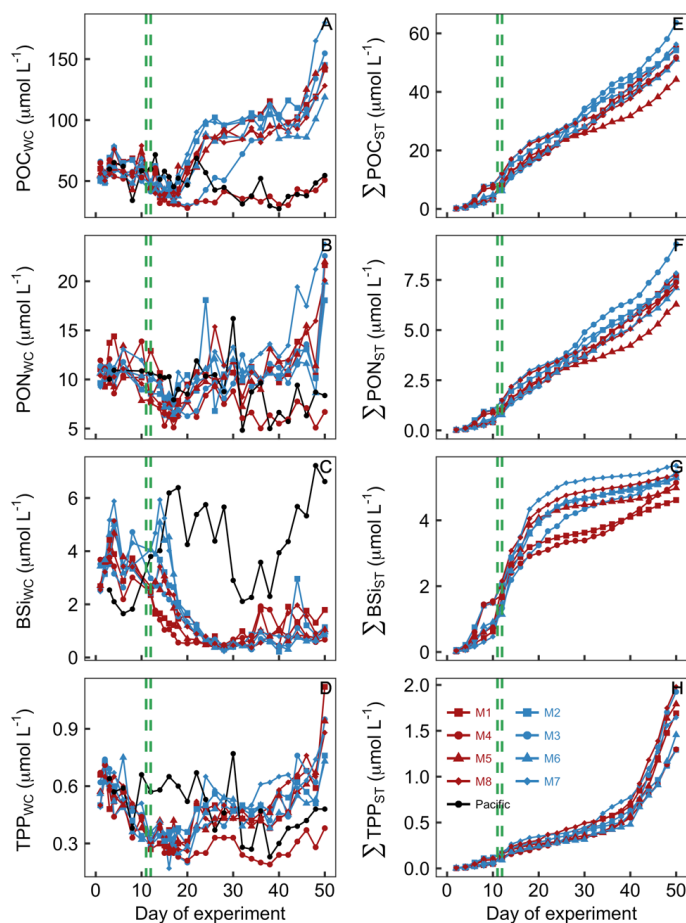 A
POC_WC (μmol L⁻¹)
150
100
50
E
∑ POC_ST (μmol L⁻¹)
60
40
20
0
B
PON_WC (μmol L⁻¹)
20
15
10
5
F
∑ PON_ST (μmol L⁻¹)
7.5
5.0
2.5
0.0
C
BSi_WC (μmol L⁻¹)
6
4
2
0
G
∑ BSi_ST (μmol L⁻¹)
4
2
0
D
TPP_WC (μmol L⁻¹)
0.9
0.6
0.3
0 10 20 30 40 50
Day of experiment
H
∑ TPP_ST (μmol L⁻¹)
2.0
1.5
1.0
0.5
0.0
M1 M2
M4 M3
M5 M6
M8 M7
Pacific
0 10 20 30 40 50
Day of experiment